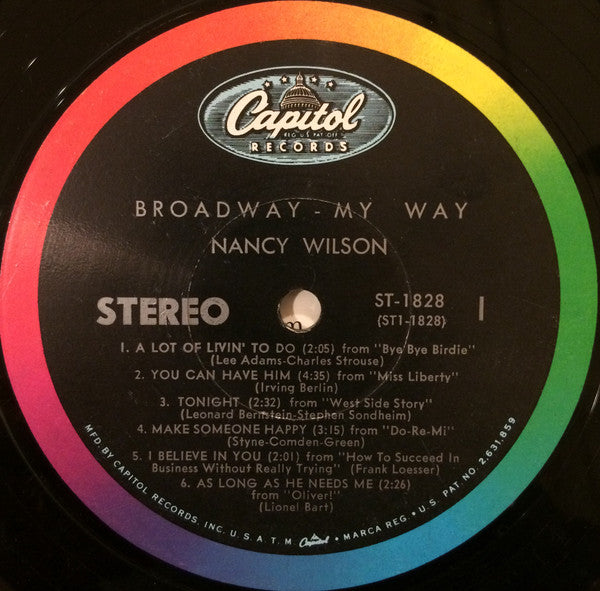 Capitol
REG. U.S. PAT. OFF.
RECORDS
BROADWAY - MY WAY
NANCY WILSON
STEREO
ST-1828
(ST1-1828)
1
1. A LOT OF LIVIN' TO DO (2:05) from "Bye Bye Birdie"
(Lee Adams-Charles Strouse)
2. YOU CAN HAVE HIM (4:35) from "Miss Liberty"
(Irving Berlin)
3. TONIGHT (2:32) from "West Side Story"
(Leonard Bernstein-Stephen Sondheim)
4. MAKE SOMEONE HAPPY (3:15) from "Do-Re-Mi"
(Styne-Comden-Green)
5. I BELIEVE IN YOU (2:01) from "How To Succeed In
Business Without Really Trying" (Frank Loesser)
6. AS LONG AS HE NEEDS ME (2:26)
from "Oliver!"
(Lionel Bart)
MFD. BY CAPITOL RECORDS, INC. U.S.A. T.M. Capitol • MARCA REG. • U.S. PAT. NO. 2,631,859